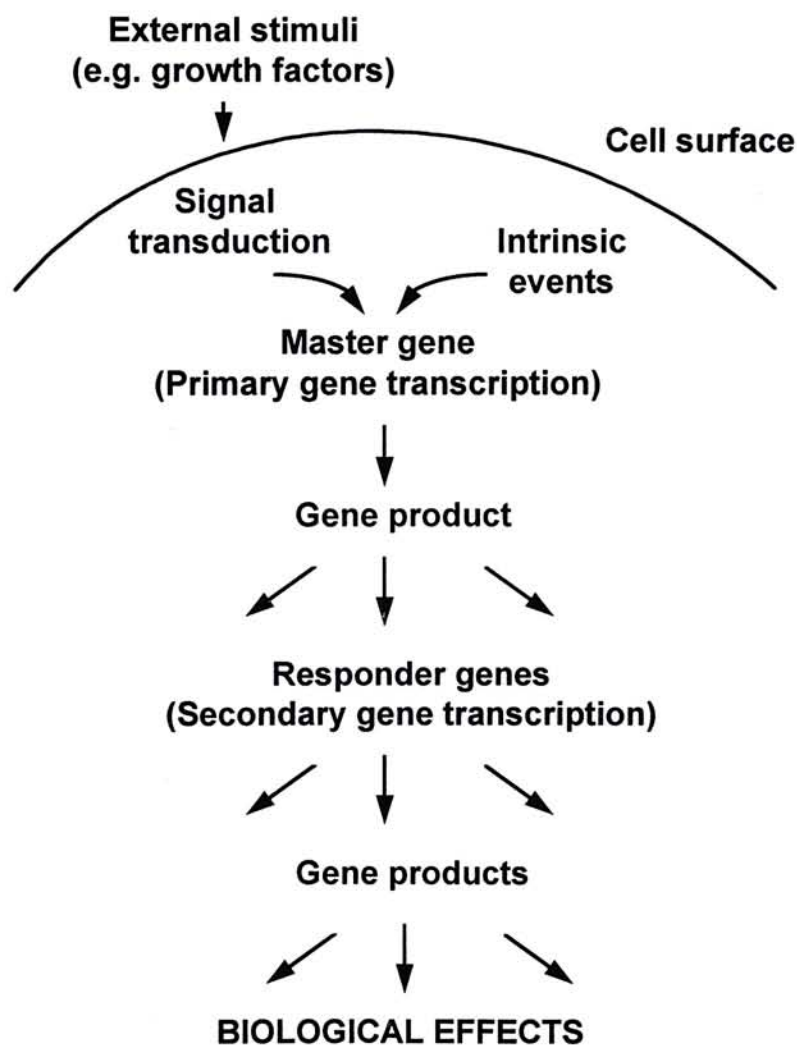 External stimuli
(e.g. growth factors)
Cell surface
Signal
transduction
Intrinsic
events
Master gene
(Primary gene transcription)
Gene product
Responder genes
(Secondary gene transcription)
Gene products
BIOLOGICAL EFFECTS